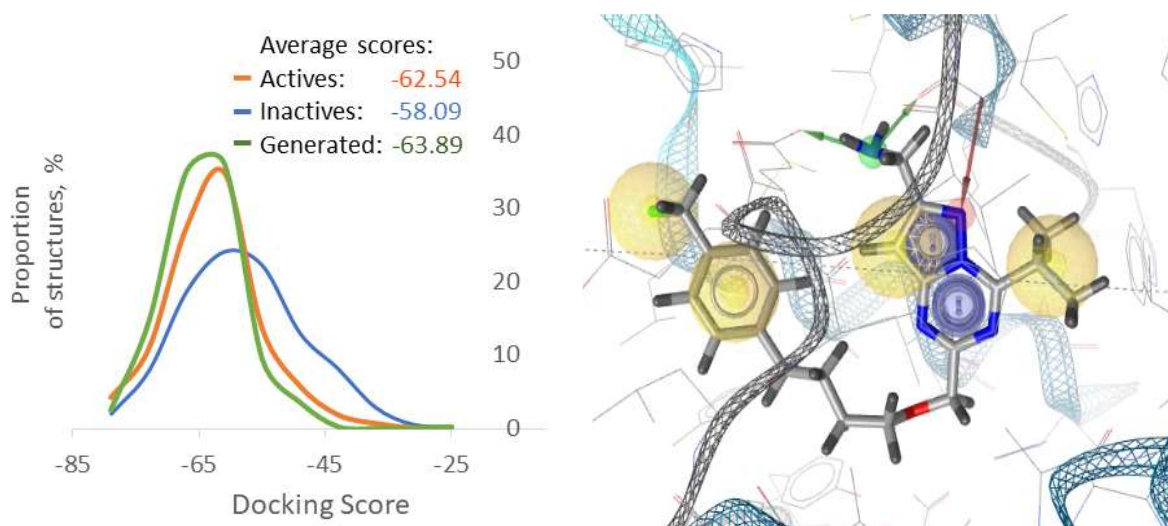 Average scores:
Actives: -62.54
Inactives: -58.09
Generated: -63.89
50
40
30
20
10
0
Proportion
of structures, %
-85 -65 -45 -25
Docking Score